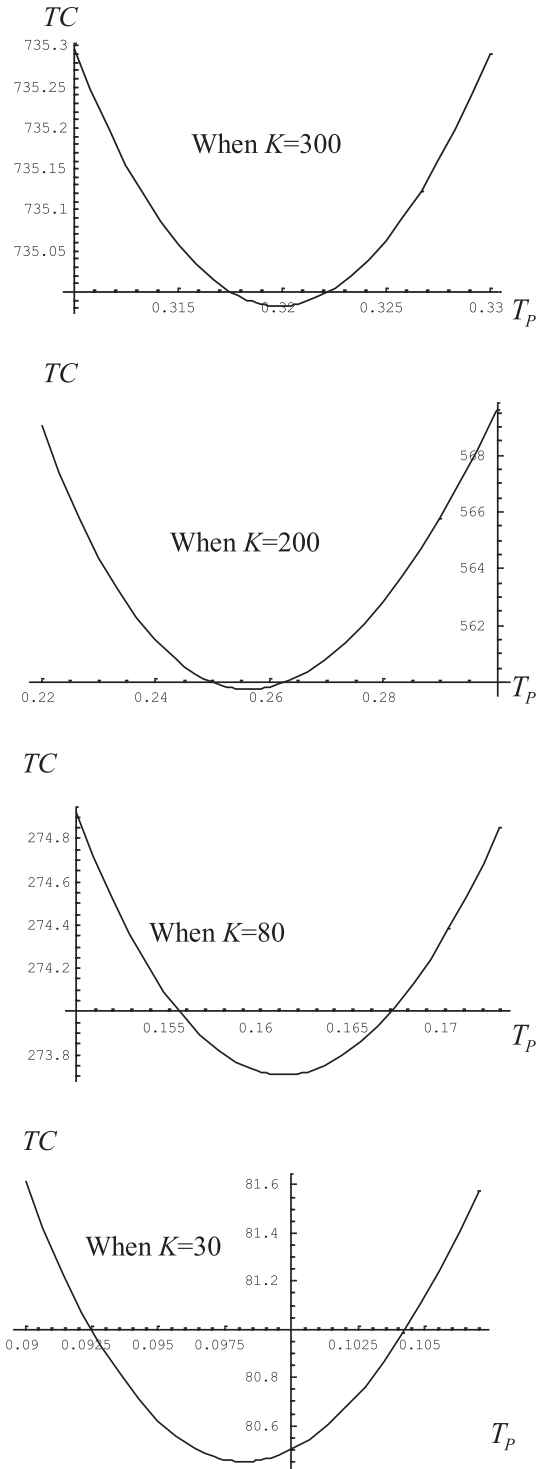 TC
735.3
735.25
735.2
When K=300
735.15
735.1
735.05
0.315 0.32 0.325 0.33 T_P
TC
568
566
When K=200
564
562
0.22 0.24 0.26 0.28 T_P
TC
274.8
274.6
274.4 When K=80
274.2
0.155 0.16 0.165 0.17 T_P
273.8
TC
81.6
81.4
When K=30
81.2
0.09 0.0925 0.095 0.0975 0.1025 0.105
80.8
80.6
T_P